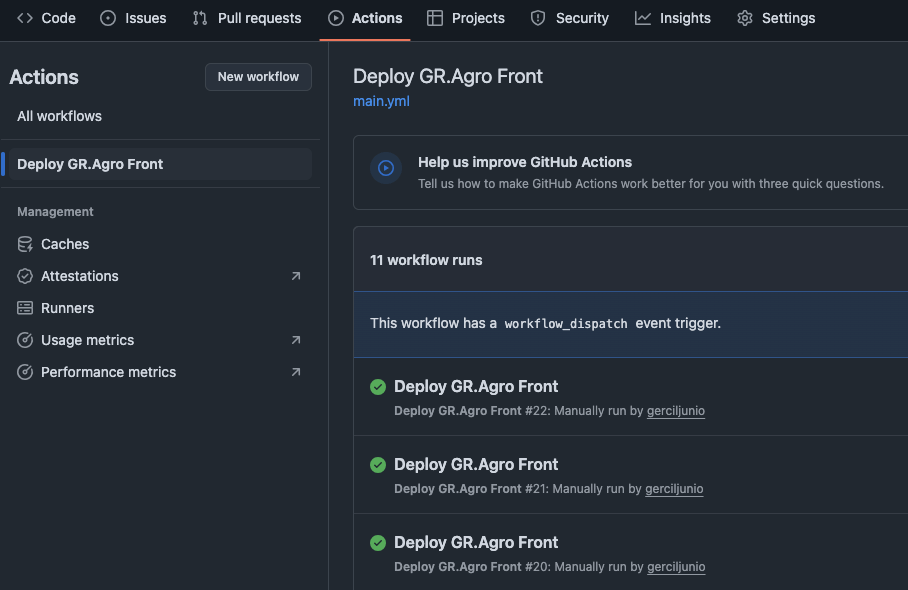 Code Issues Pull requests Actions Projects Security Insights Settings
Actions
New workflow
All workflows
Deploy GR.Agro Front
Management
Caches
Attestations
Runners
Usage metrics
Performance metrics
Deploy GR.Agro Front
main.yml
Help us improve GitHub Actions
Tell us how to make GitHub Actions work better for you with three quick questions.
11 workflow runs
This workflow has a workflow_dispatch event trigger.
Deploy GR.Agro Front
Deploy GR.Agro Front #22: Manually run by gerciljunio
Deploy GR.Agro Front
Deploy GR.Agro Front #21: Manually run by gerciljunio
Deploy GR.Agro Front
Deploy GR.Agro Front #20: Manually run by gerciljunio